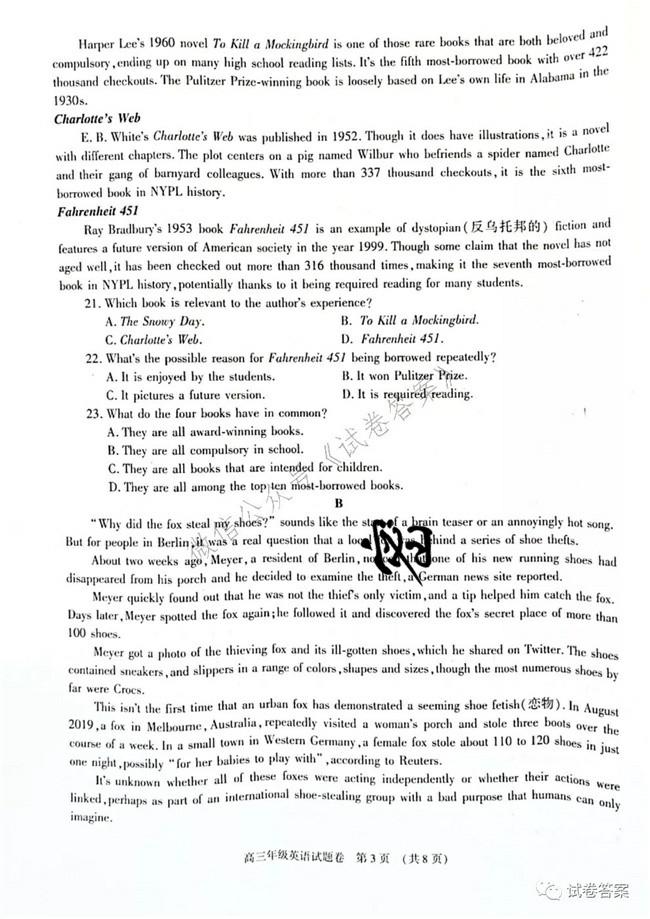 Harper Lee's 1960 novel To Kill a Mockingbird is one of those rare books that are both beloved and
compulsory, ending up on many high school reading lists. It's the fifth most-borrowed book with over 422
thousand checkouts. The Pulitzer Prize-winning book is loosely based on Lee's own life in Alabama in the
1930s.
Charlotte's Web
E. B. White's Charlotte's Web was published in 1952. Though it does have illustrations, it is a novel
with different chapters. The plot centers on a pig named Wilbur who befriends a spider named Charlotte
and their gang of barnyard colleagues. With more than 337 thousand checkouts, it is the sixth most-
borrowed book in NYPL history.
Fahrenheit 451
Ray Bradbury's 1953 book Fahrenheit 451 is an example of dystopian(反乌托邦的) fiction and
features a future version of American society in the year 1999. Though some claim that the novel has not
aged well, it has been checked out more than 316 thousand times, making it the seventh most-borrowed
book in NYPL history, potentially thanks to it being required reading for many students.
21. Which book is relevant to the author's experience?
A. The Snowy Day. B. To Kill a Mockingbird.
C. Charlotte's Web. D. Fahrenheit 451.
22. What's the possible reason for Fahrenheit 451 being borrowed repeatedly?
A. It is enjoyed by the students. B. It won Pulitzer Prize.
C. It pictures a future version. D. It is required reading.
23. What do the four books have in common?
A. They are all award-winning books.
B. They are all compulsory in school.
C. They are all books that are intended for children.
D. They are all among the top ten most-borrowed books.
微信公众号《试卷答案》
B
"Why did the fox steal my shoes?" sounds like the of a brain teaser or an annoyingly hot song.
But for people in Berlin, it was a real question that a behind a series of shoe thefts.
About two weeks ago, Meyer, a resident of Berlin, one of his new running shoes had
disappeared from his porch and he decided to examine the theft, a German news site reported.
Meyer quickly found out that he was not the thief's only victim, and a tip helped him catch the fox.
Days later, Meyer spotted the fox again; he followed it and discovered the fox's secret place of more than
100 shoes.
Meyer got a photo of the thieving fox and its ill-gotten shoes, which he shared on Twitter. The shoes
contained sneakers, and slippers in a range of colors, shapes and sizes, though the most numerous shoes by
far were Crocs.
This isn't the first time that an urban fox has demonstrated a seeming shoe fetish(恋物). In August
2019, a fox in Melbourne, Australia, repeatedly visited a woman's porch and stole three boots over the
course of a week. In a small town in Western Germany, a female fox stole about 110 to 120 shoes in just
one night, possibly "for her babies to play with", according to Reuters.
It's unknown whether all of these foxes were acting independently or whether their actions were
linked, perhaps as part of an international shoe-stealing group with a bad purpose that humans can only
imagine.
高三年级英语试题卷 第3页 (共8页)
试卷答案